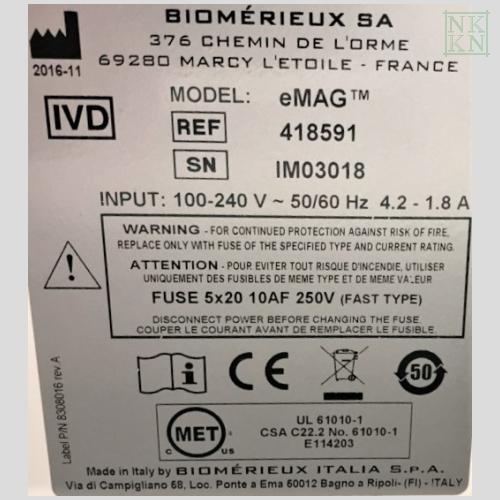 NK
KN
BIOMÉRIEUX SA
376 CHEMIN DE L'ORME
69280 MARCY L'ETOILE - FRANCE
2016-11
MODEL: eMAG™
IVD
REF 418591
SN IM03018
INPUT: 100-240 V ~ 50/60 Hz 4.2 - 1.8 A
WARNING - FOR CONTINUED PROTECTION AGAINST RISK OF FIRE,
REPLACE ONLY WITH FUSE OF THE SPECIFIED TYPE AND CURRENT RATING.
ATTENTION - POUR EVITER TOUT RISQUE D'INCENDIE, UTILISER
UNIQUEMENT DES FUSIBLES DE MEME TYPE ET DE MEME VALEUR
FUSE 5x20 10AF 250V (FAST TYPE)
DISCONNECT POWER BEFORE CHANGING THE FUSE.
COUPER LE COURANT AVANT DE REMPLACER LE FUSIBLE.
i
CE
50
Label P/N 8308016 rev.A
MET
C US
UL 61010-1
CSA C22.2 No. 61010-1
E114203
Made in Italy by BIOMÉRIEUX ITALIA S.P.A.
Via di Campigliano 58, Loc. Ponte a Ema 50012 Bagno a Ripoli- (FI) - ITALY